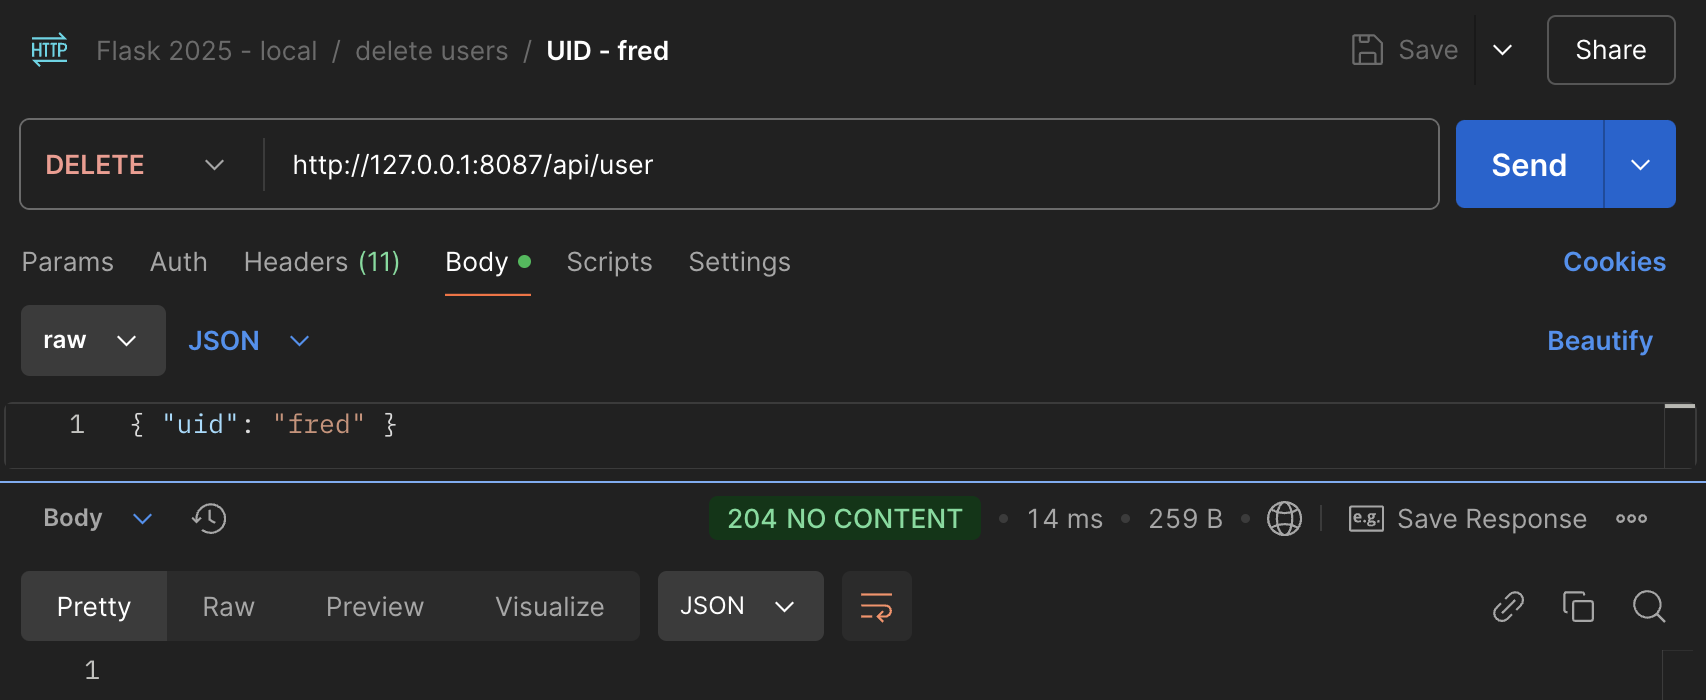 HTTP Flask 2025 - local / delete users / UID - fred Save Share
DELETE http://127.0.0.1:8087/api/user Send
Params Auth Headers (11) Body Scripts Settings Cookies
raw JSON Beautify
1 { "uid": "fred" }
Body 204 NO CONTENT • 14 ms • 259 B • e.g. Save Response
Pretty Raw Preview Visualize JSON
1